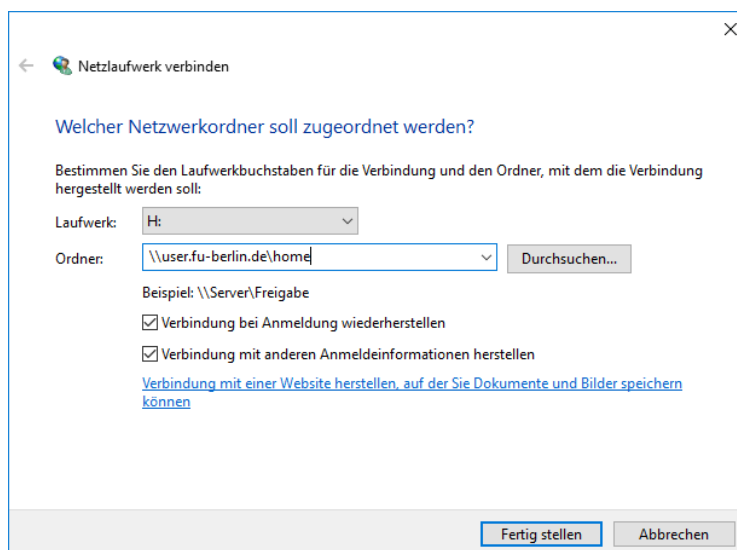 Netzlaufwerk verbinden
Welcher Netzwerkordner soll zugeordnet werden?
Bestimmen Sie den Laufwerkbuchstaben für die Verbindung und den Ordner, mit dem die Verbindung
hergestellt werden soll:
Laufwerk: H:
Ordner: \\user.fu-berlin.de\home Durchsuchen...
Beispiel: \\Server\Freigabe
Verbindung bei Anmeldung wiederherstellen
Verbindung mit anderen Anmeldeinformationen herstellen
Verbindung mit einer Website herstellen, auf der Sie Dokumente und Bilder speichern
können
Fertig stellen Abbrechen